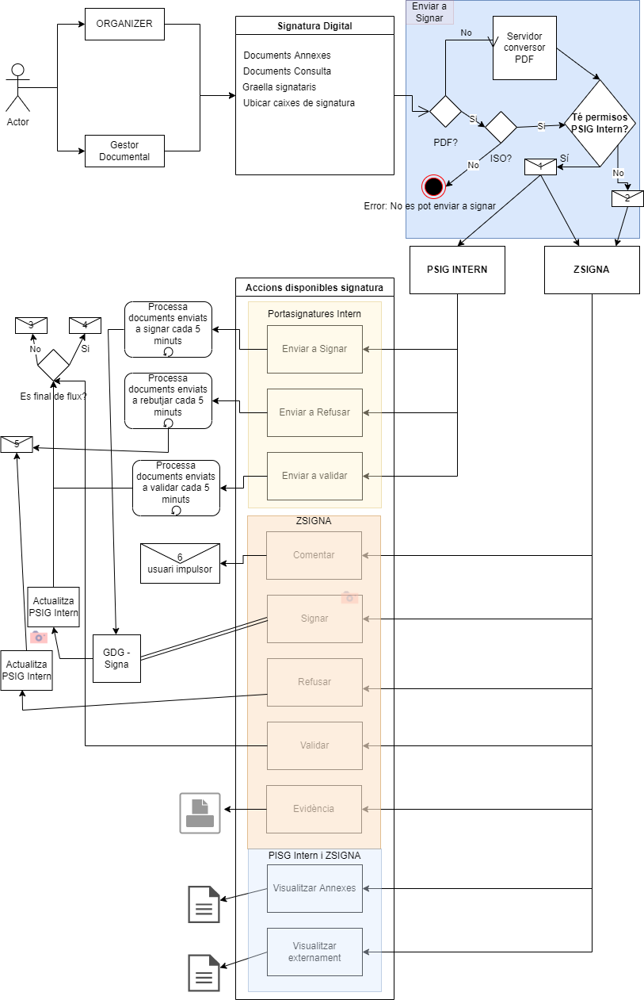 Enviar a
Signar
ORGANIZER
Signatura Digital
Documents Annexes
Documents Consulta
Graella signataris
Ubicar caixes de signatura
No
Servidor
conversor
PDF
Actor
Gestor
Documental
Si
PDF?
ISO?
Si
Té permisos
PSIG Intern?
No
Sí
1
No
2
Error: No es pot enviar a signar
PSIG INTERN
ZSIGNA
Accions disponibles signatura
Portasignatures Intern
Processa
documents enviats
a signar cada 5
minuts
Enviar a Signar
3
4
No
Si
Es final de flux?
Processa
documents enviats
a rebutjar cada 5
minuts
Enviar a Refusar
5
Processa
documents enviats
a validar cada 5
minuts
Enviar a validar
ZSIGNA
6
usuari impulsor
Comentar
Actualitza
PSIG Intern
Signar
GDG -
Signa
Actualitza
PSIG Intern
Refusar
Validar
Evidència
PISG Intern i ZSIGNA
Visualitzar Annexes
Visualitzar
externament